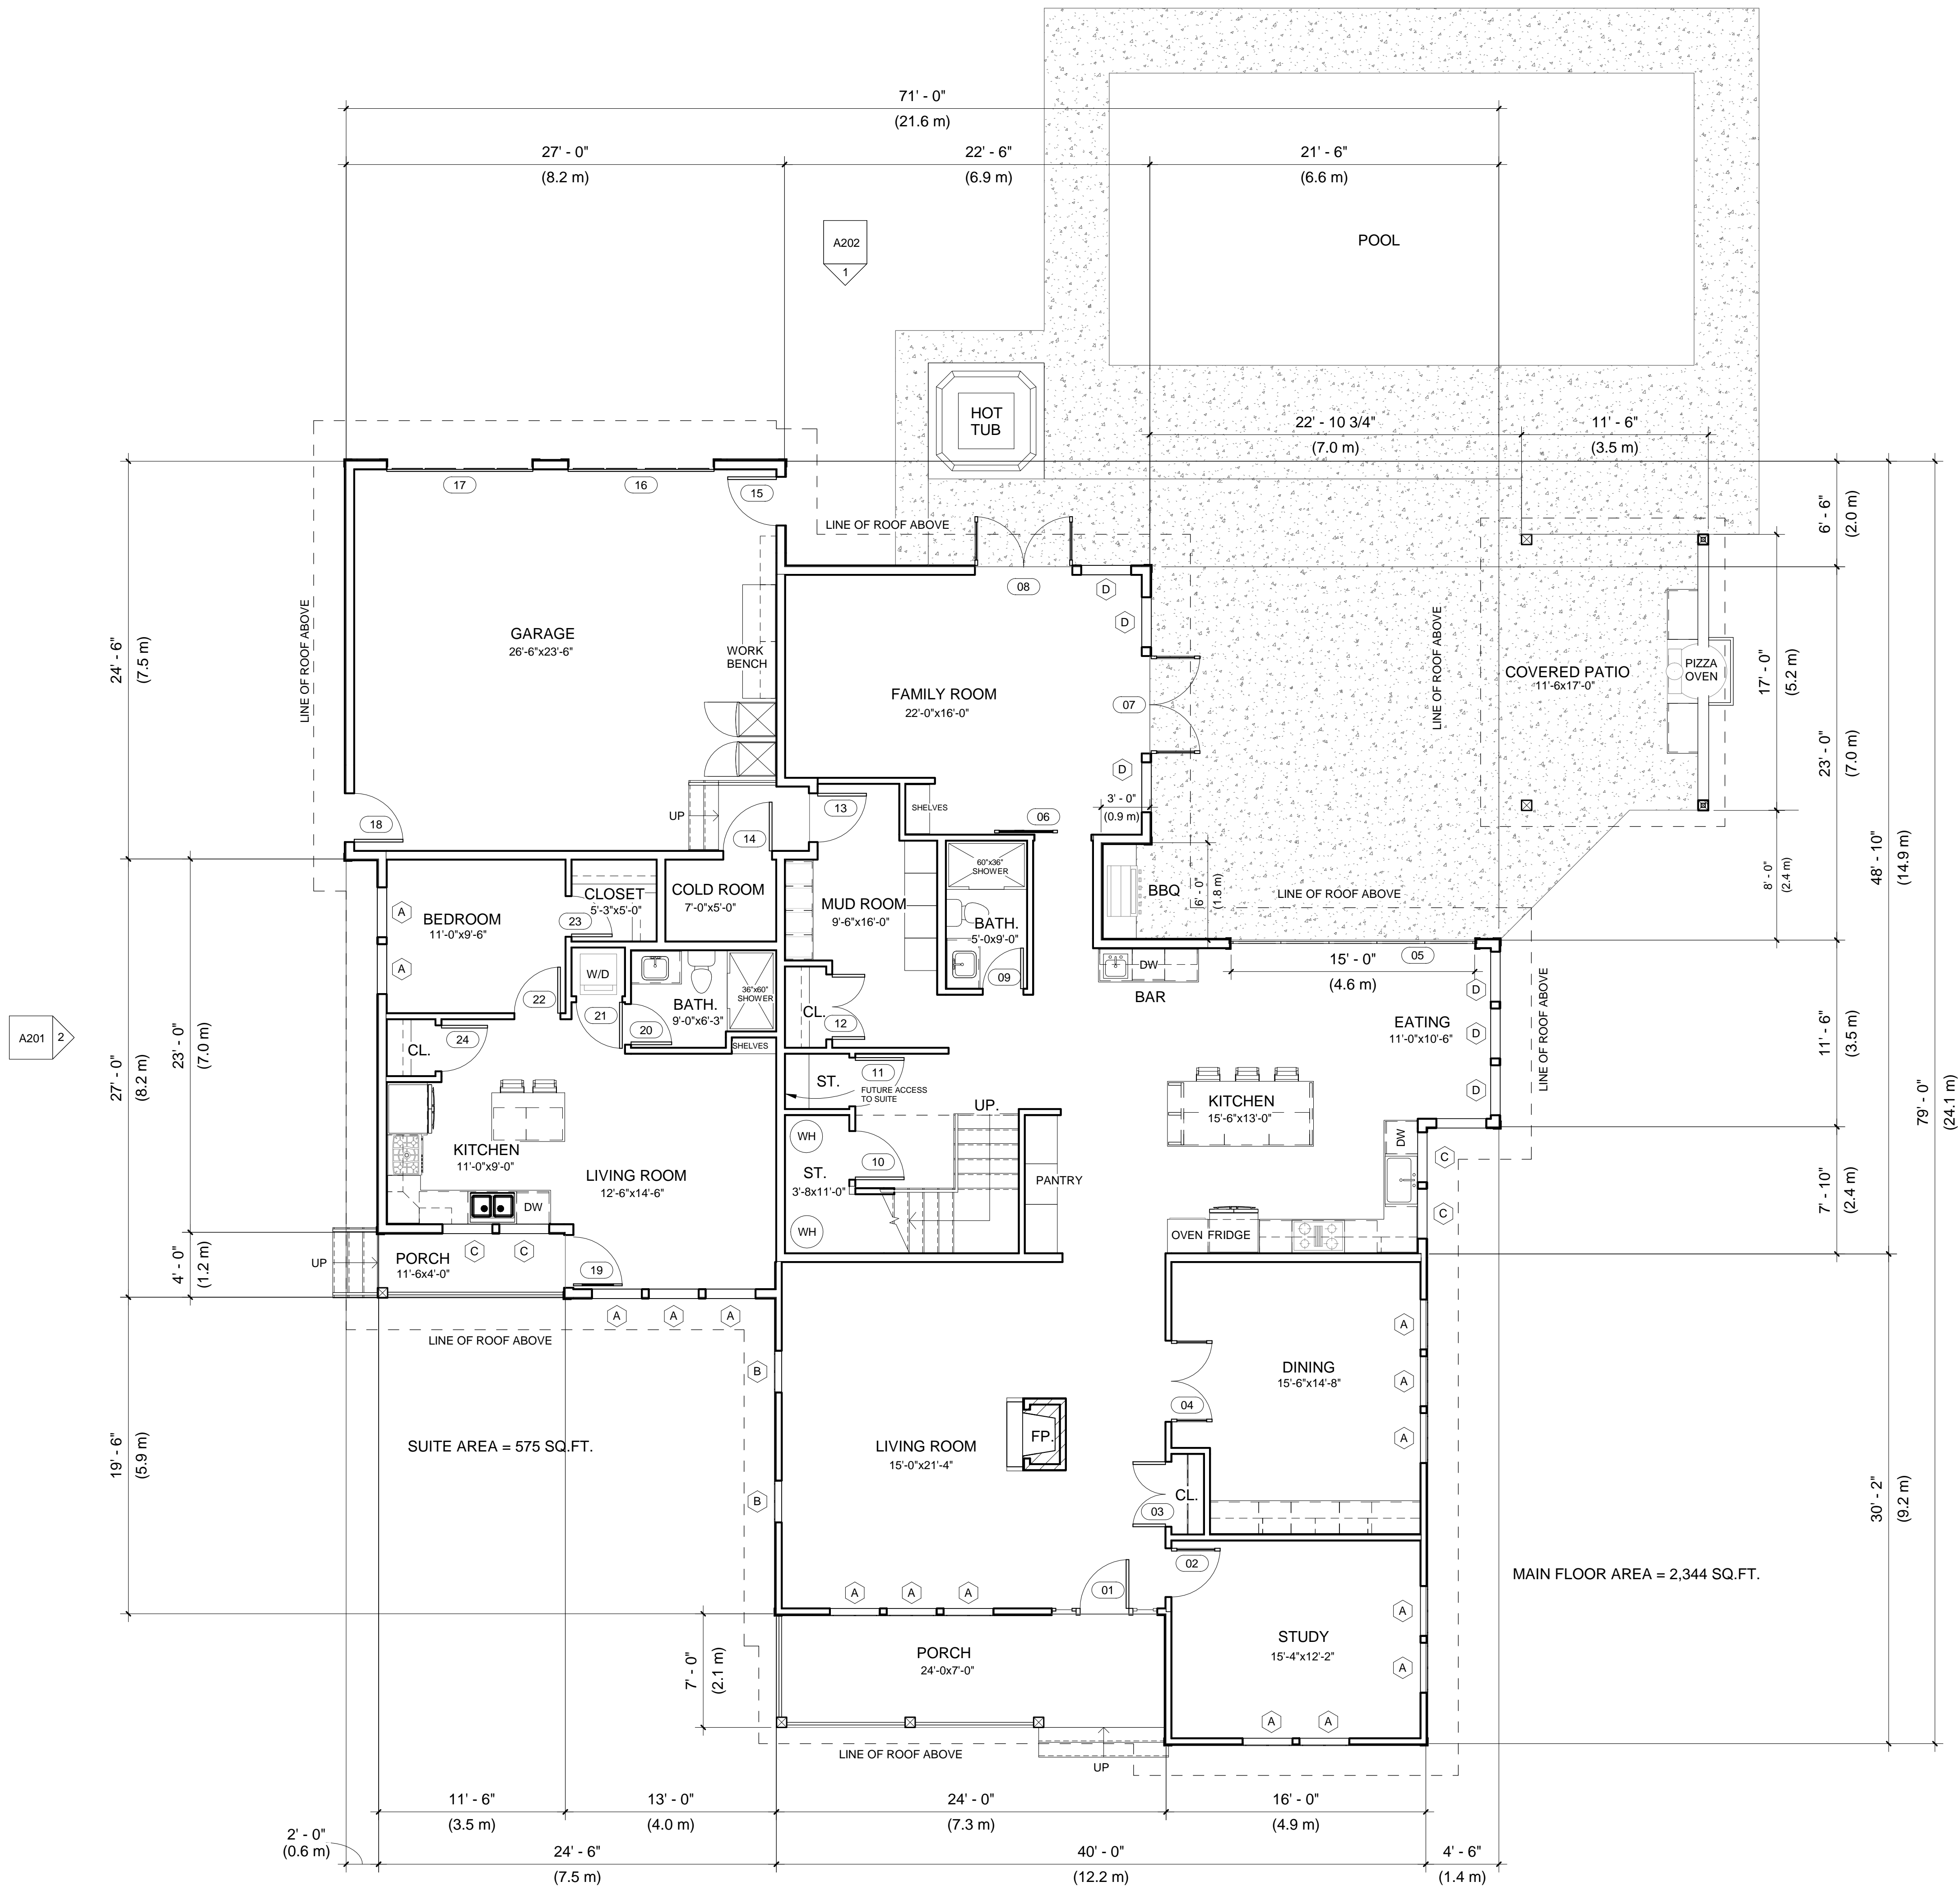 71' - 0"
(21.6 m)
27' - 0"
(8.2 m)
22' - 6"
(6.9 m)
21' - 6"
(6.6 m)
A202
1
POOL
HOT
TUB
22' - 10 3/4"
(7.0 m)
11' - 6"
(3.5 m)
17
16
15
LINE OF ROOF ABOVE
6' - 6"
(2.0 m)
08
D
D
LINE OF ROOF ABOVE
24' - 6"
(7.5 m)
GARAGE
26'-6"x23'-6"
WORK
BENCH
FAMILY ROOM
22'-0"x16'-0"
07
D
LINE OF ROOF ABOVE
COVERED PATIO
11'-6x17'-0"
PIZZA
OVEN
17' - 0"
(5.2 m)
23' - 0"
(7.0 m)
48' - 10"
(14.9 m)
79' - 0"
(24.1 m)
18
UP
14
13
SHELVES
06
3' - 0"
(0.9 m)
8' - 0"
(2.4 m)
BEDROOM
11'-0"x9'-6"
A
A
CLOSET
5'-3"x5'-0"
23
COLD ROOM
7'-0"x5'-0"
MUD ROOM
9'-6"x16'-0"
60"x36"
SHOWER
BATH.
5'-0x9'-0"
09
BBQ
6' - 0"
(1.8 m)
LINE OF ROOF ABOVE
05
15' - 0"
(4.6 m)
DW
BAR
W/D
BATH.
9'-0"x6'-3"
36"x60"
SHOWER
22
21
20
SHELVES
CL.
12
A201
2
24
CL.
EATING
11'-0"x10'-6"
D
D
D
LINE OF ROOF ABOVE
11' - 6"
(3.5 m)
27' - 0"
(8.2 m)
23' - 0"
(7.0 m)
ST.
11
FUTURE ACCESS
TO SUITE
UP.
KITCHEN
15'-6"x13'-0"
WH
ST.
3'-8x11'-0"
WH
10
PANTRY
DW
C
C
7' - 10"
(2.4 m)
KITCHEN
11'-0"x9'-0"
LIVING ROOM
12'-6"x14'-6"
DW
OVEN
FRIDGE
4' - 0"
(1.2 m)
UP
PORCH
11'-6x4'-0"
C
C
19
A
A
A
LINE OF ROOF ABOVE
B
B
19' - 6"
(5.9 m)
SUITE AREA = 575 SQ.FT.
LIVING ROOM
15'-0"x21'-4"
FP.
DINING
15'-6"x14'-8"
A
A
A
04
CL.
03
02
30' - 2"
(9.2 m)
MAIN FLOOR AREA = 2,344 SQ.FT.
A
A
A
01
STUDY
15'-4"x12'-2"
A
A
A
A
PORCH
24'-0x7'-0"
7' - 0"
(2.1 m)
LINE OF ROOF ABOVE
UP
11' - 6"
(3.5 m)
13' - 0"
(4.0 m)
24' - 0"
(7.3 m)
16' - 0"
(4.9 m)
2' - 0"
(0.6 m)
24' - 6"
(7.5 m)
40' - 0"
(12.2 m)
4' - 6"
(1.4 m)